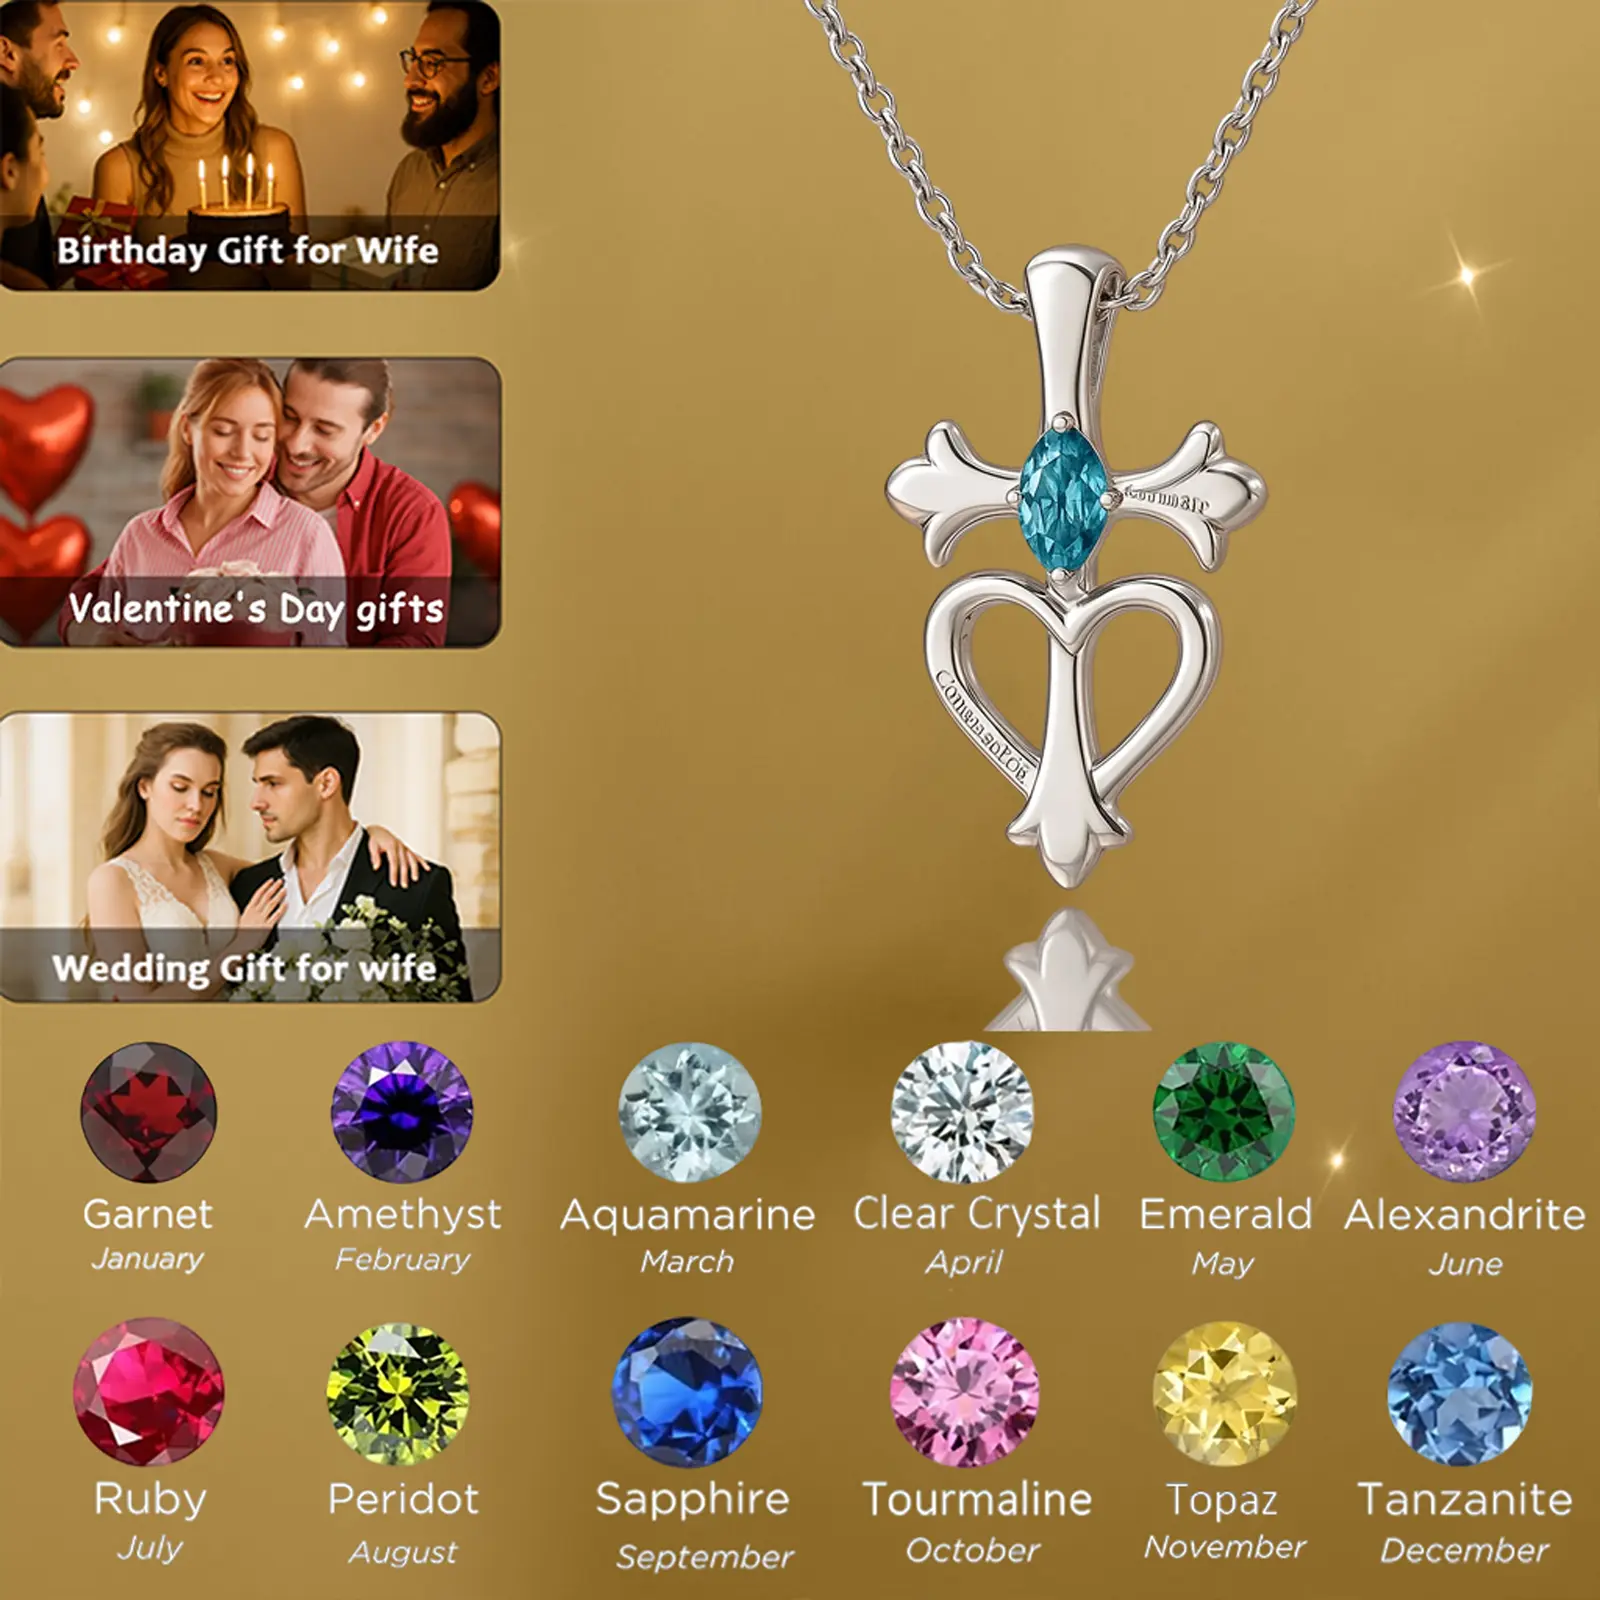 Birthday Gift for Wife
Valentine's Day gifts
Wedding Gift for wife
Garnet
January
Amethyst
February
Aquamarine
March
Clear Crystal
April
Emerald
May
Alexandrite
June
Ruby
July
Peridot
August
Sapphire
September
Tourmaline
October
Topaz
November
Tanzanite
December